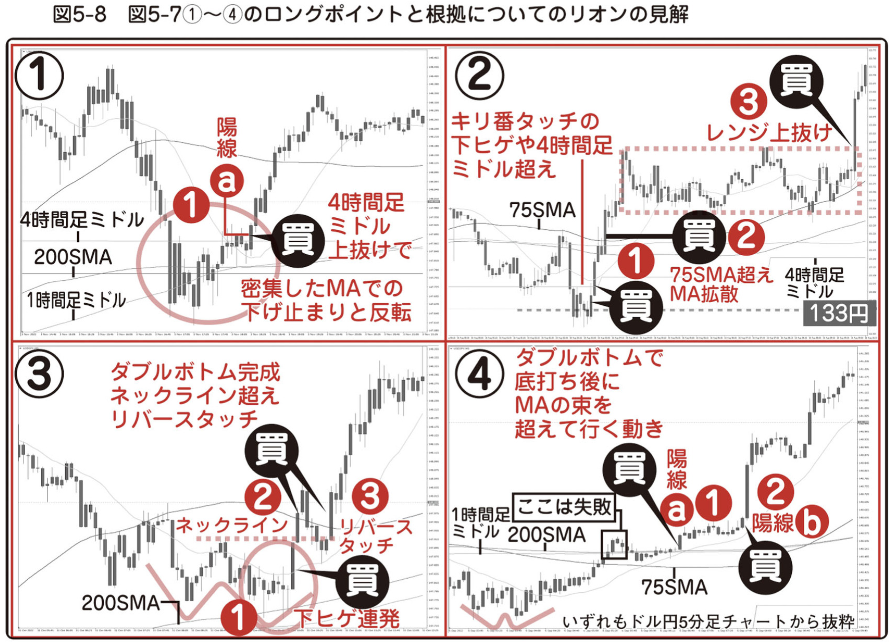 図5-8 図5-7①～④のロングポイントと根拠についてのリオンの見解
①
陽線
ⓐ
①
4時間足ミドル
200SMA
1時間足ミドル
買
4時間足
ミドル
上抜けで
密集したMAでの
下げ止まりと反転
②
買
③
レンジ上抜け
キリ番タッチの
下ヒゲや4時間足
ミドル超え
75SMA
買
②
①
75SMA超え
MA拡散
買
4時間足
ミドル
133円
③
ダブルボトム完成
ネックライン超え
リバースタッチ
買
②
③
ネックライン
リバース
タッチ
買
200SMA
①
下ヒゲ連発
④
ダブルボトムで
底打ち後に
MAの束を
超えて行く動き
買
陽線
ⓐ
①
②
陽線ⓑ
ここは失敗
1時間足
ミドル
200SMA
買
75SMA
いずれもドル円5分足チャートから抜粋